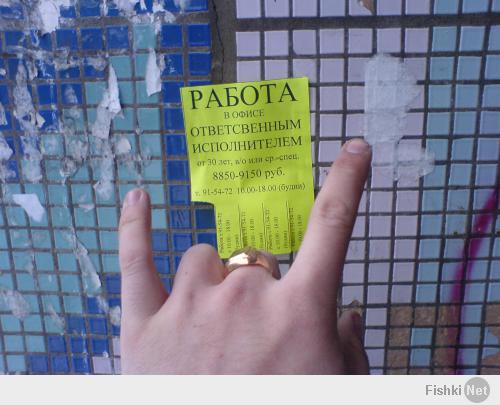 РАБОТА
В ОФИСЕ
ОТВЕТСВЕННЫМ
ИСПОЛНИТЕЛЕМ
от 30 лет, в/о или ср.-спец.
8850-9150 руб.
т. 91-54-72 10.00-18.00 (будни)
Fishki Net